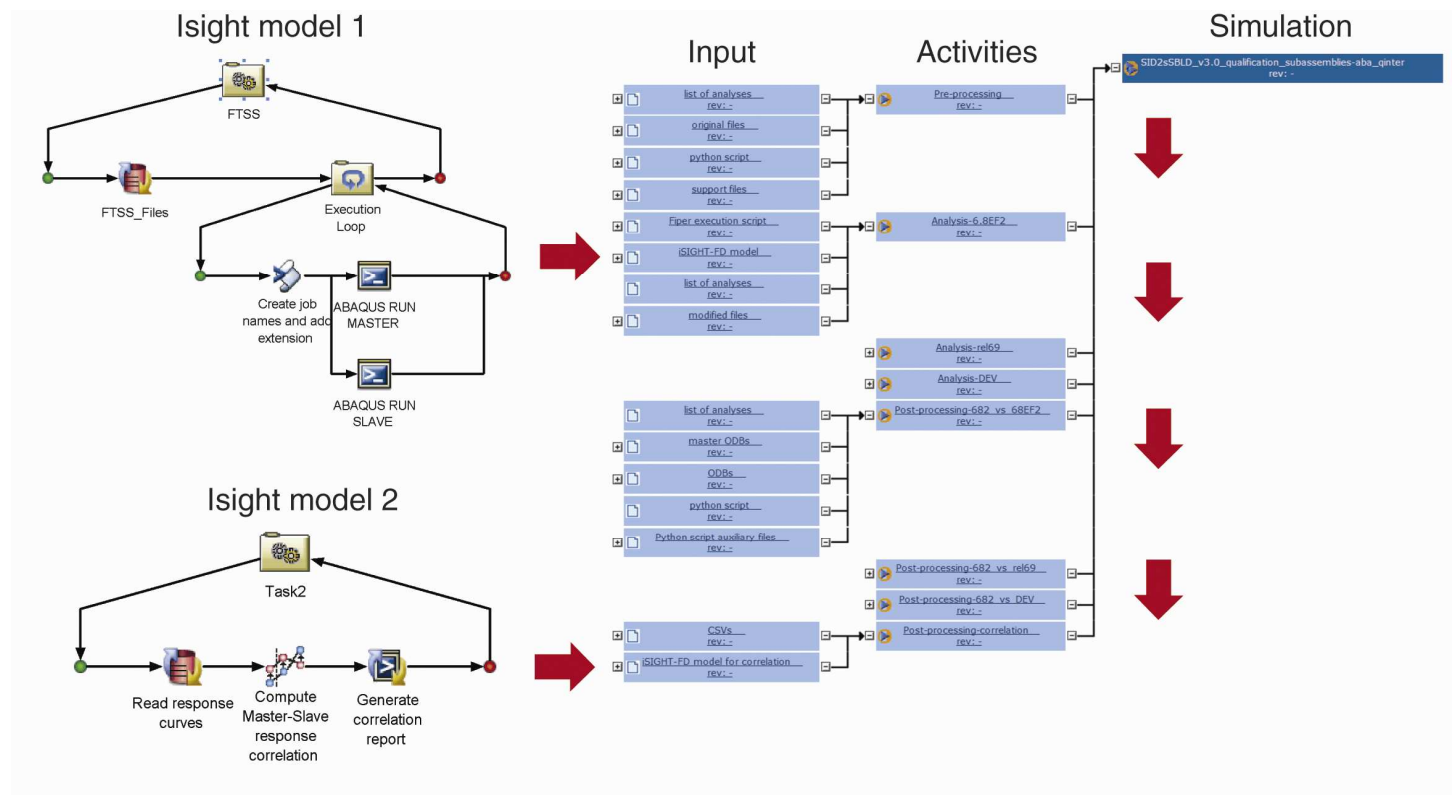 Isight model 1
FTSS
FTSS_Files
Execution
Loop
Create job
names and add
extension
ABAQUS RUN
MASTER
ABAQUS RUN
SLAVE
Isight model 2
Task2
Read response
curves
Compute
Master-Slave
response
correlation
Generate
correlation
report
Input
list of analyses
rev: -
original files
rev: -
python script
rev: -
support files
rev: -
Fiper execution script
rev: -
iSIGHT-FD model
rev: -
list of analyses
rev: -
modified files
rev: -
list of analyses
rev: -
master ODBs
rev: -
ODBs
rev: -
python script
rev: -
Python script auxiliary files
rev: -
CSVs
rev: -
iSIGHT-FD model for correlation
rev: -
Activities
Pre-processing
rev: -
Analysis-6.8EF2
rev: -
Analysis-rel69
rev: -
Analysis-DEV
rev: -
Post-processing-682_vs_68EF2
rev: -
Post-processing-682_vs_rel69
rev: -
Post-processing-682_vs_DEV
rev: -
Post-processing-correlation
rev: -
Simulation
SID2sSBLD_v3.0_qualification_subassemblies-aba_qinter
rev: -